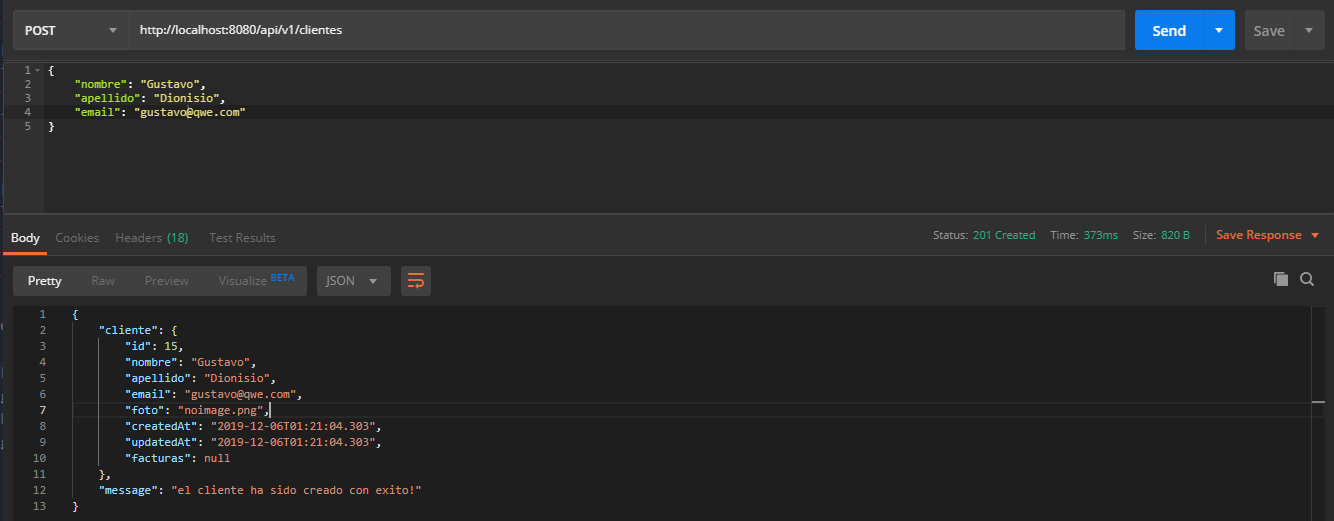 POST http://localhost:8080/api/v1/clientes Send Save
1 {
2 "nombre": "Gustavo",
3 "apellido": "Dionisio",
4 "email": "gustavo@qwe.com"
5 }
Body Cookies Headers (18) Test Results Status: 201 Created Time: 373ms Size: 820 B Save Response
Pretty Raw Preview Visualize BETA JSON
1 {
2 "cliente": {
3 "id": 15,
4 "nombre": "Gustavo",
5 "apellido": "Dionisio",
6 "email": "gustavo@qwe.com",
7 "foto": "noimage.png",
8 "createdAt": "2019-12-06T01:21:04.303",
9 "updatedAt": "2019-12-06T01:21:04.303",
10 "facturas": null
11 },
12 "message": "el cliente ha sido creado con exito!"
13 }